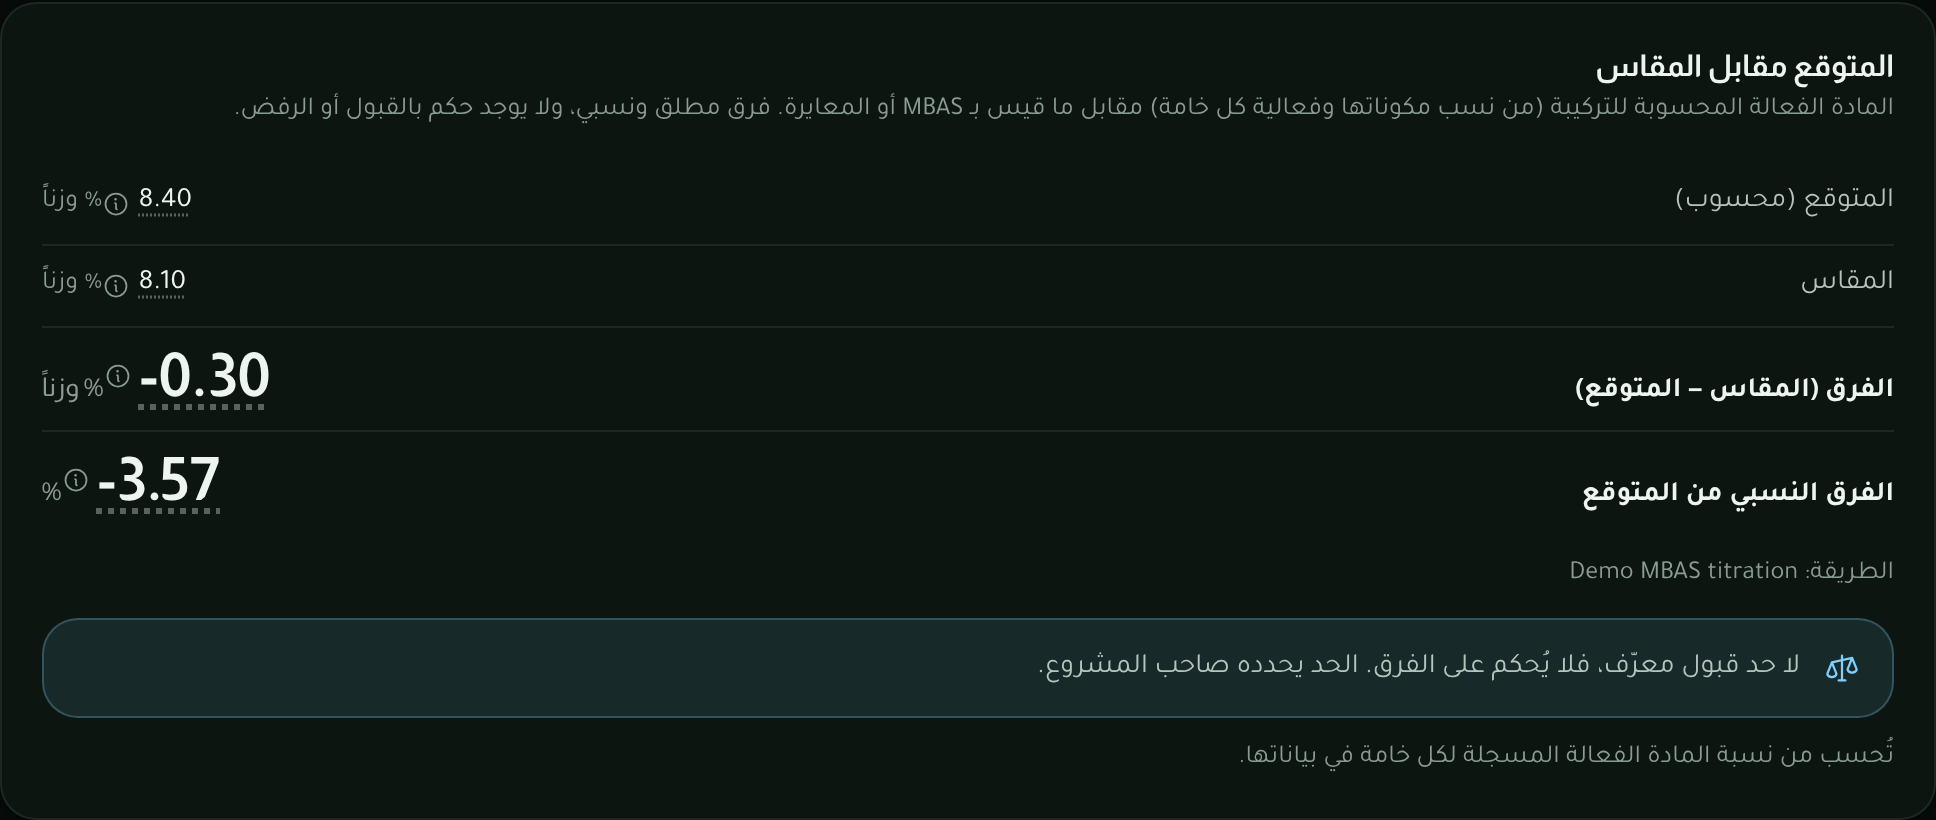 المتوقع مقابل المقاس
المادة الفعالة المحسوبة للتركيبة (من نسب مكوناتها وفعالية كل خامة) مقابل ما قيس بـ MBAS أو المعايرة. فرق مطلق ونسبي، ولا يوجد حكم بالقبول أو الرفض.
المتوقع (محسوب) 8.40 % وزناً
المقاس 8.10 % وزناً
الفرق (المقاس – المتوقع) -0.30 % وزناً
الفرق النسبي من المتوقع -3.57 %
الطريقة: Demo MBAS titration
لا حد قبول معرّف، فلا يُحكم على الفرق. الحد يحدده صاحب المشروع.
تُحسب من نسبة المادة الفعالة المسجلة لكل خامة في بياناتها.